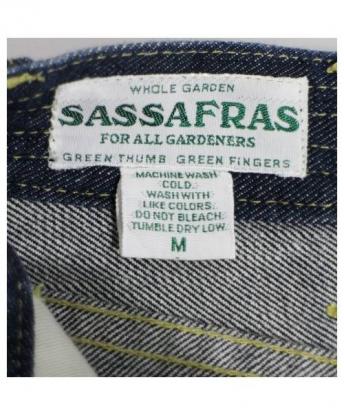 WHOLE GARDEN
SASSAFRAS
FOR ALL GARDENERS
GREEN THUMB GREEN FINGERS
MACHINE WASH
COLD.
WASH WITH
LIKE COLORS.
DO NOT BLEACH.
TUMBLE DRY LOW.
M